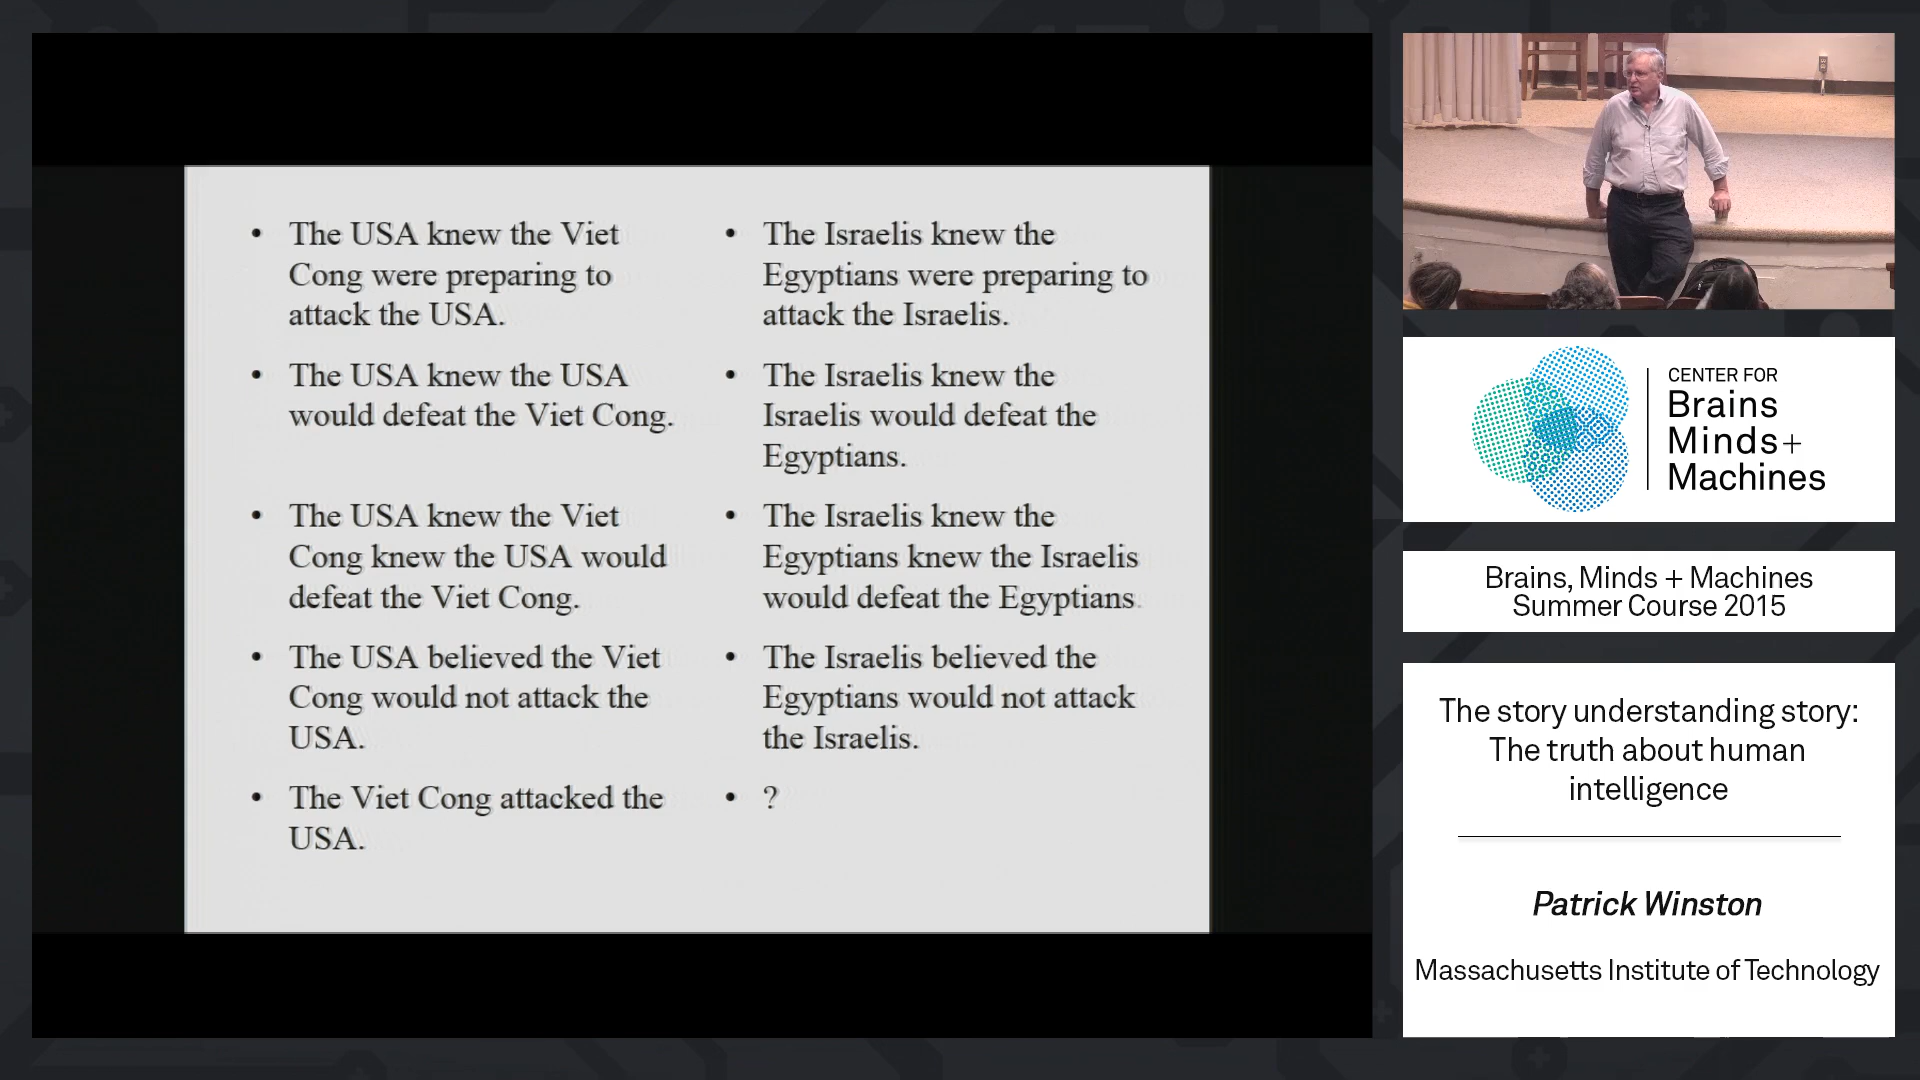 • The USA knew the Viet
Cong were preparing to
attack the USA.
• The USA knew the USA
would defeat the Viet Cong.
• The USA knew the Viet
Cong knew the USA would
defeat the Viet Cong.
• The USA believed the Viet
Cong would not attack the
USA.
• The Viet Cong attacked the
USA.
• The Israelis knew the
Egyptians were preparing to
attack the Israelis.
• The Israelis knew the
Israelis would defeat the
Egyptians.
• The Israelis knew the
Egyptians knew the Israelis
would defeat the Egyptians.
• The Israelis believed the
Egyptians would not attack
the Israelis.
• ?
CENTER FOR
Brains
Minds+
Machines
Brains, Minds + Machines
Summer Course 2015
The story understanding story:
The truth about human
intelligence
Patrick Winston
Massachusetts Institute of Technology